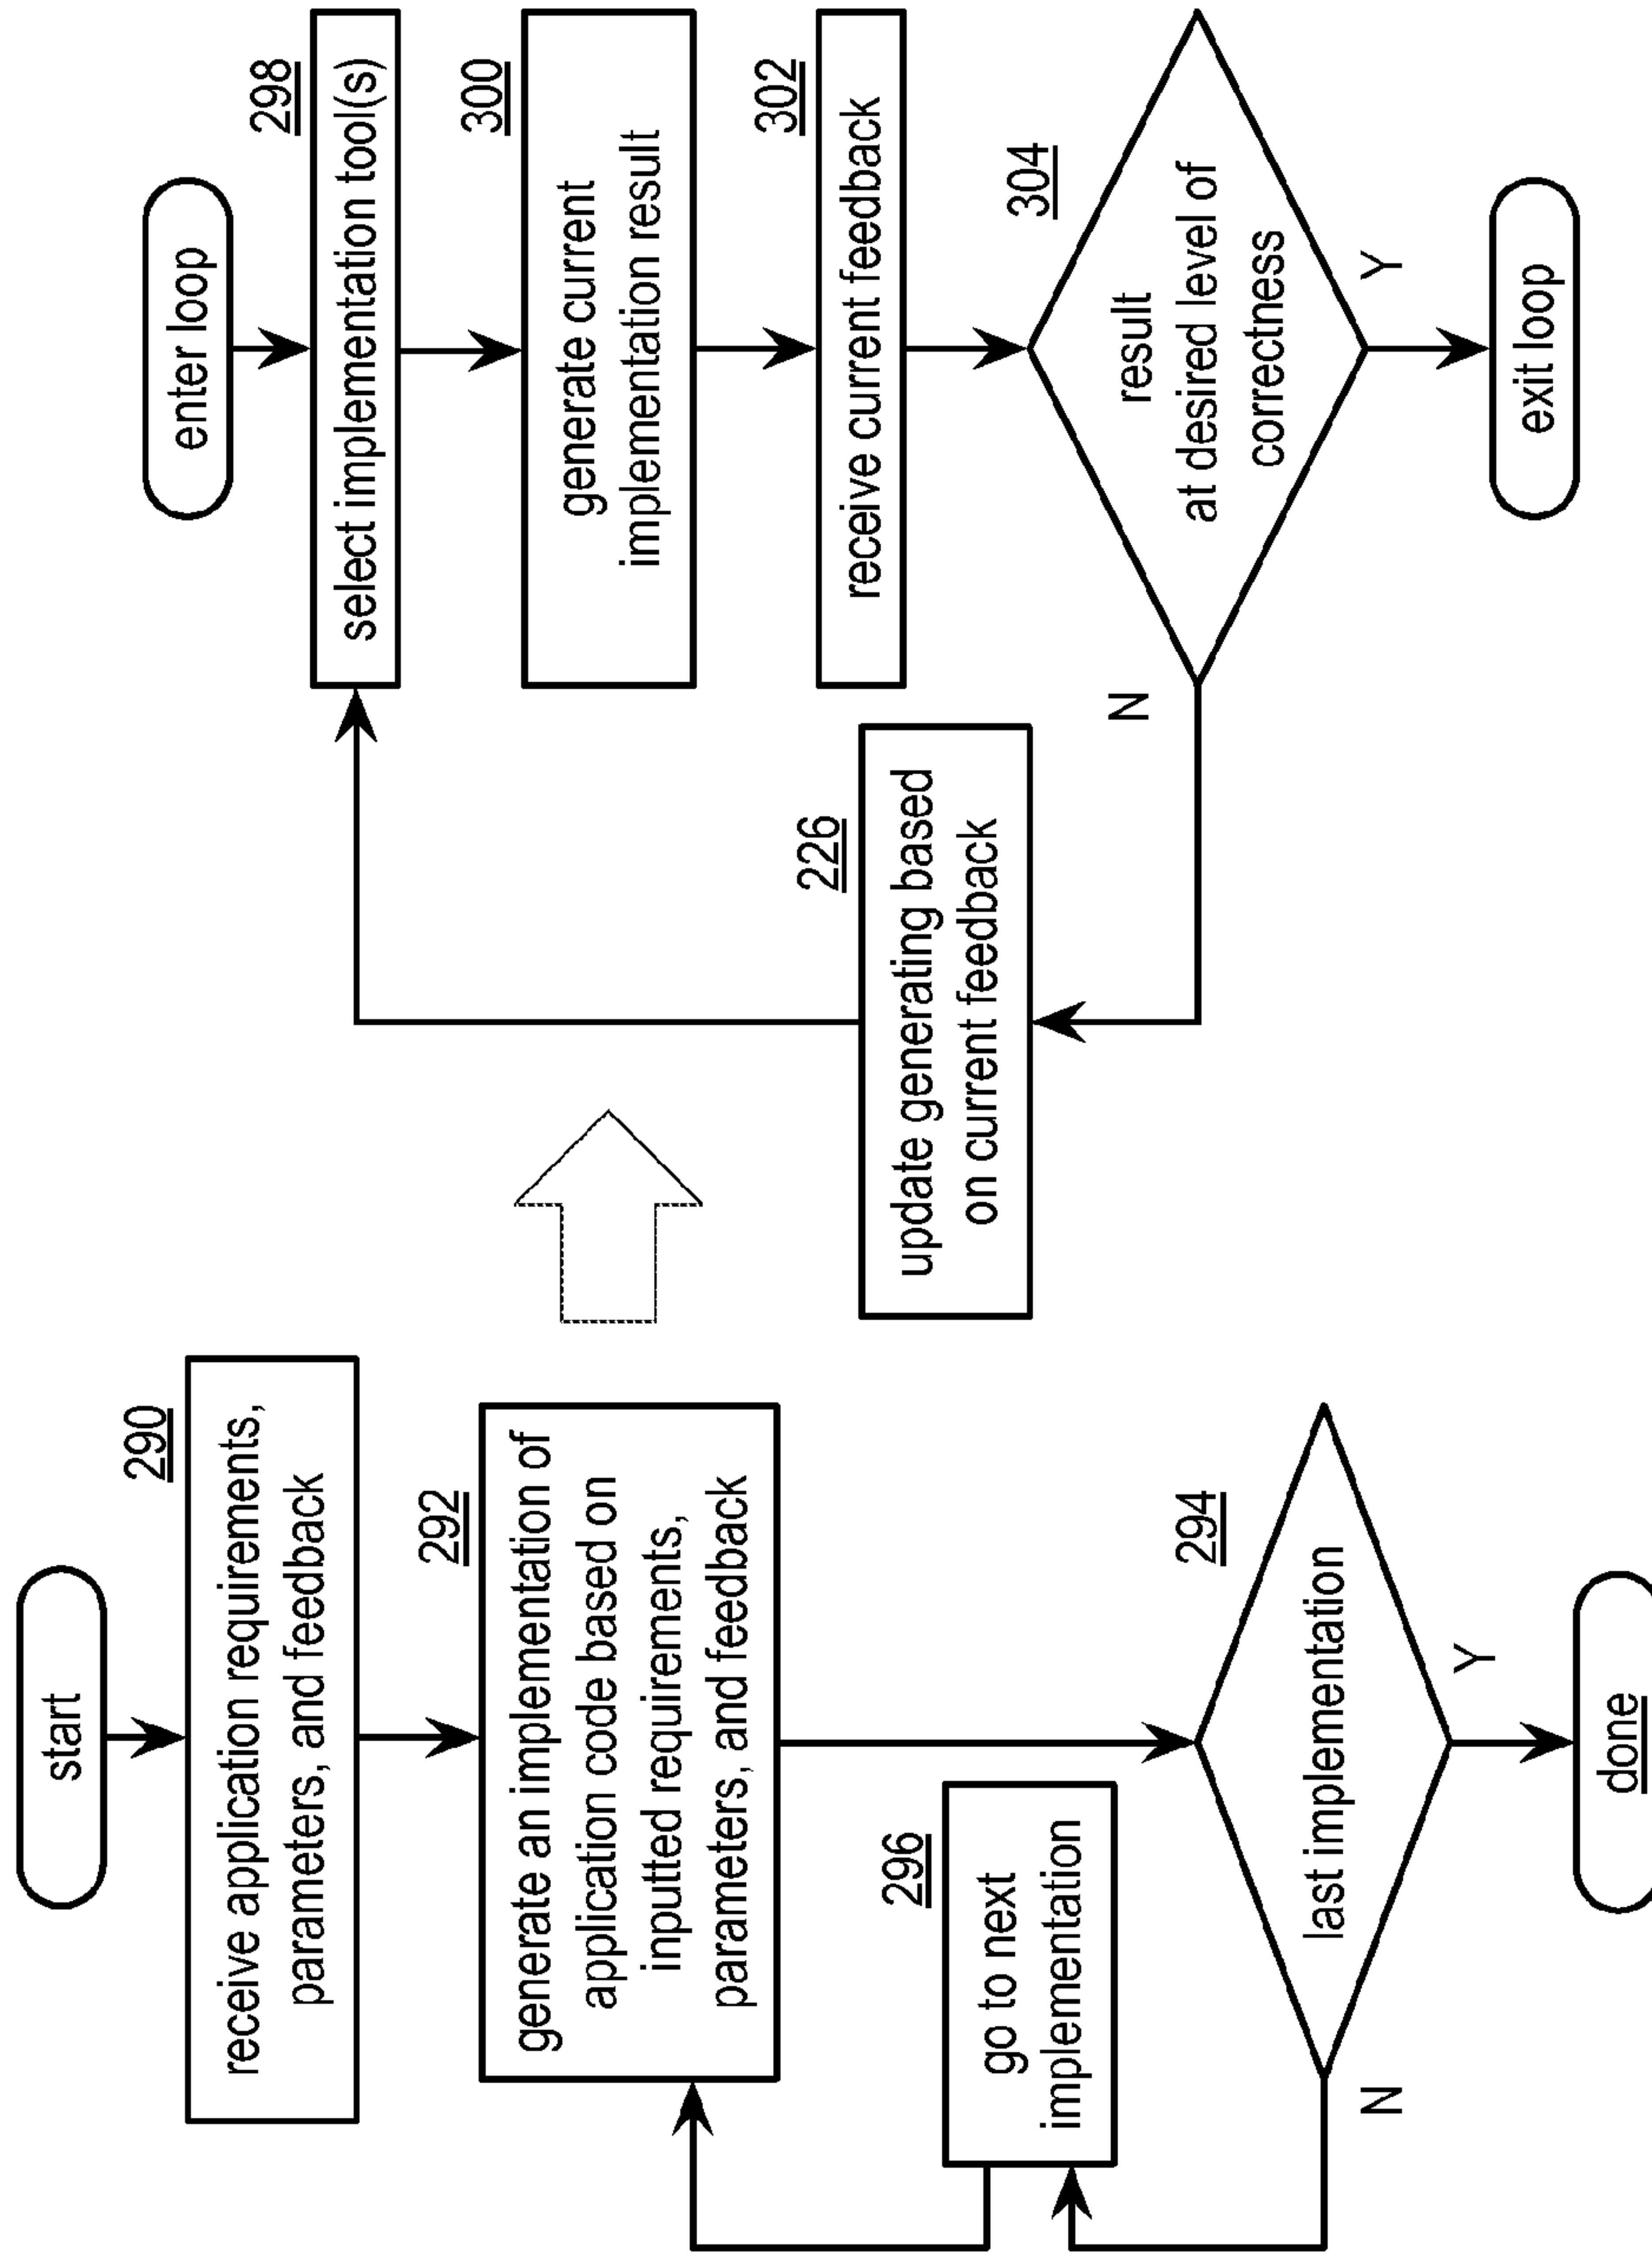 start
290
receive application requirements,
parameters, and feedback
292
generate an implementation of
application code based on
inputted requirements,
parameters, and feedback
296
go to next
implementation
294
last implementation
N
Y
done
enter loop
298
select implementation tool(s)
300
generate current
implementation result
302
receive current feedback
226
update generating based
on current feedback
304
result
at desired level of
correctness
N
Y
exit loop